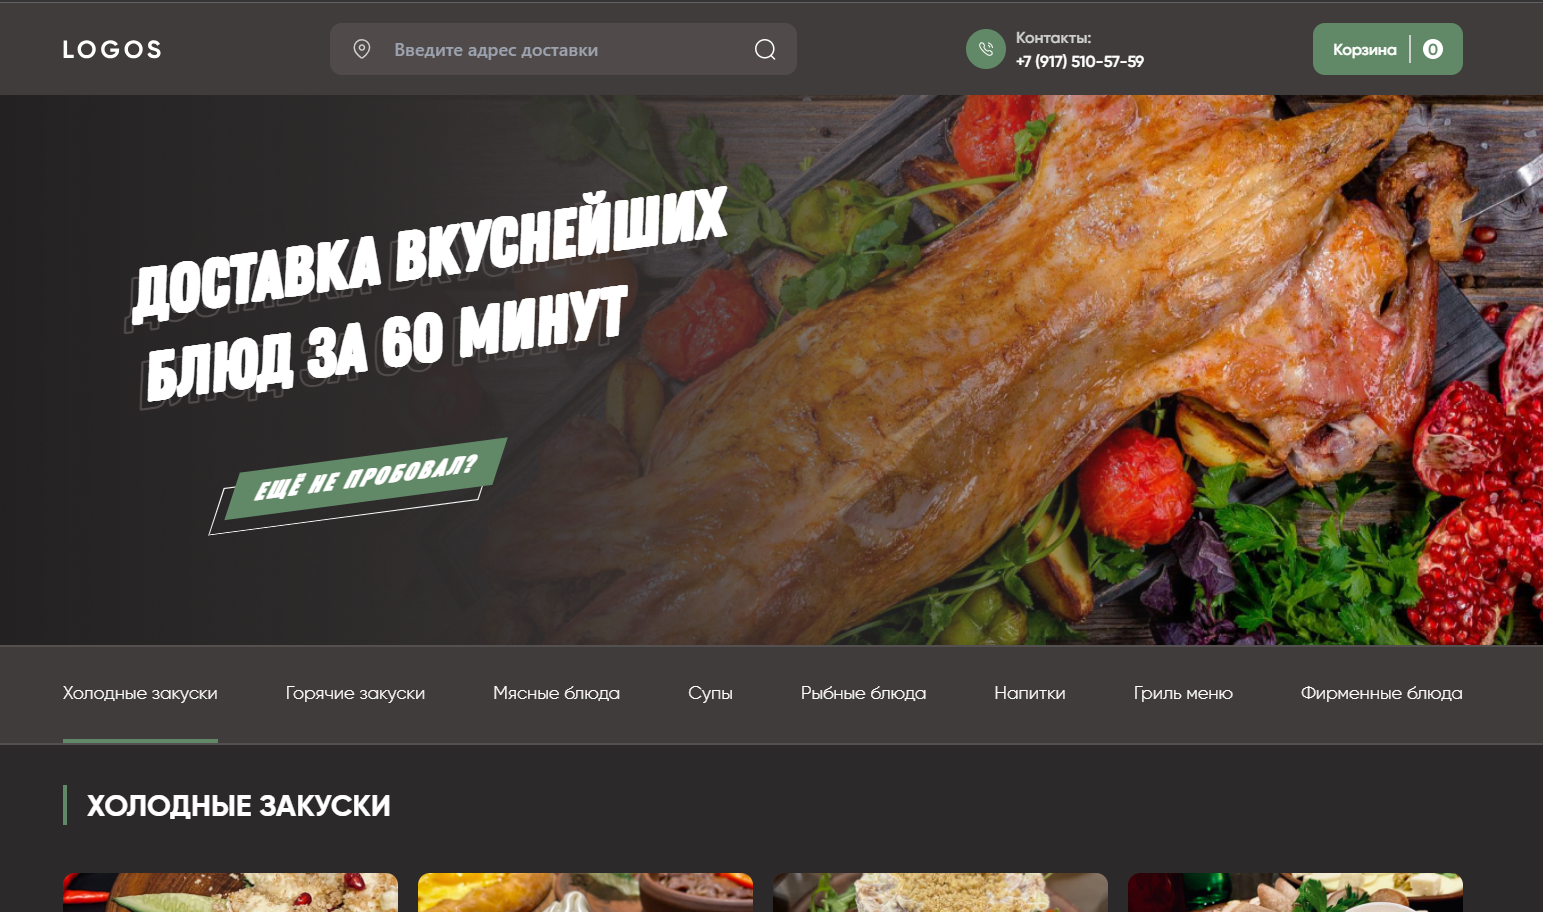 LOGOS
Введите адрес доставки
Контакты:
+7 (917) 510-57-59
Корзина 0
ДОСТАВКА ВКУСНЕЙШИХ
БЛЮД ЗА 60 МИНУТ
ЕЩЁ НЕ ПРОБОВАЛ?
Холодные закуски Горячие закуски Мясные блюда Супы Рыбные блюда Напитки Гриль меню Фирменные блюда
ХОЛОДНЫЕ ЗАКУСКИ